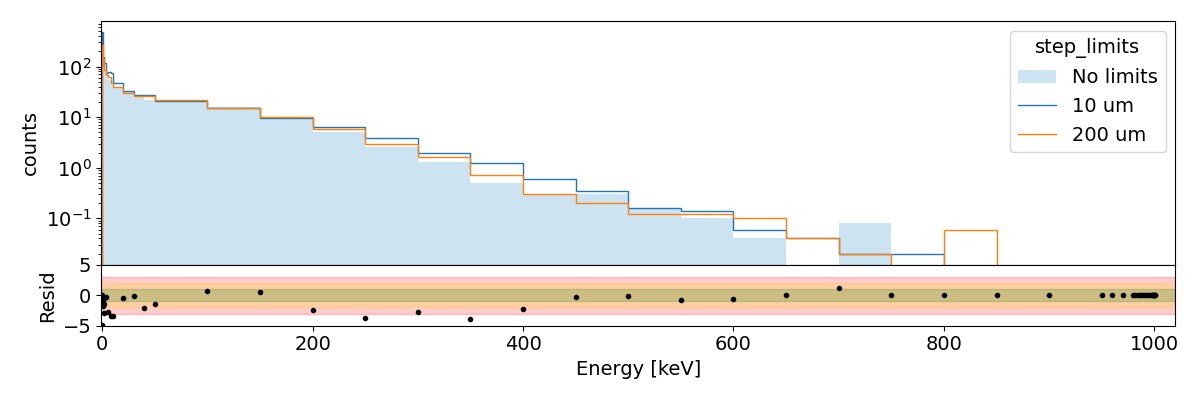 step_limits
No limits
10 um
200 um
counts
10²
10¹
10⁰
10⁻¹
Resid
5
0
−5
0 200 400 600 800 1000
Energy [keV]